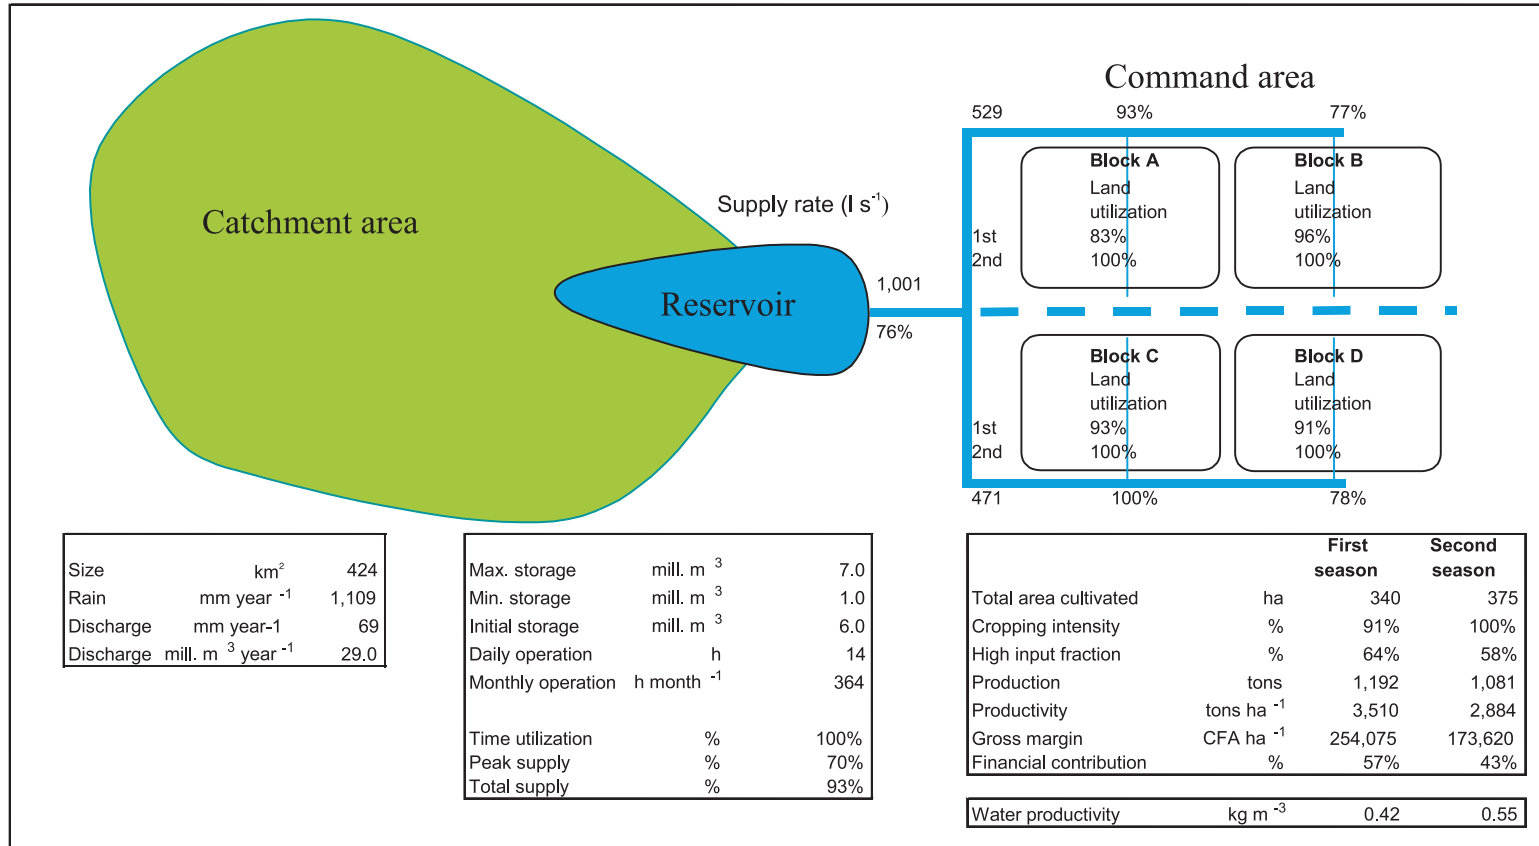 Command area
529 93% 77%
Block A Block B
Land Land
utilization utilization
1st 83% 96%
2nd 100% 100%
Catchment area
Supply rate (l s⁻¹)
Reservoir
1,001
76%
Block C Block D
Land Land
utilization utilization
1st 93% 91%
2nd 100% 100%
471 100% 78%
Size km² 424
Rain mm year ⁻¹ 1,109
Discharge mm year-1 69
Discharge mill. m ³ year ⁻¹ 29.0
Max. storage mill. m ³ 7.0
Min. storage mill. m ³ 1.0
Initial storage mill. m ³ 6.0
Daily operation h 14
Monthly operation h month ⁻¹ 364
Time utilization % 100%
Peak supply % 70%
Total supply % 93%
First Second
season season
Total area cultivated ha 340 375
Cropping intensity % 91% 100%
High input fraction % 64% 58%
Production tons 1,192 1,081
Productivity tons ha ⁻¹ 3,510 2,884
Gross margin CFA ha ⁻¹ 254,075 173,620
Financial contribution % 57% 43%
Water productivity kg m ⁻³ 0.42 0.55